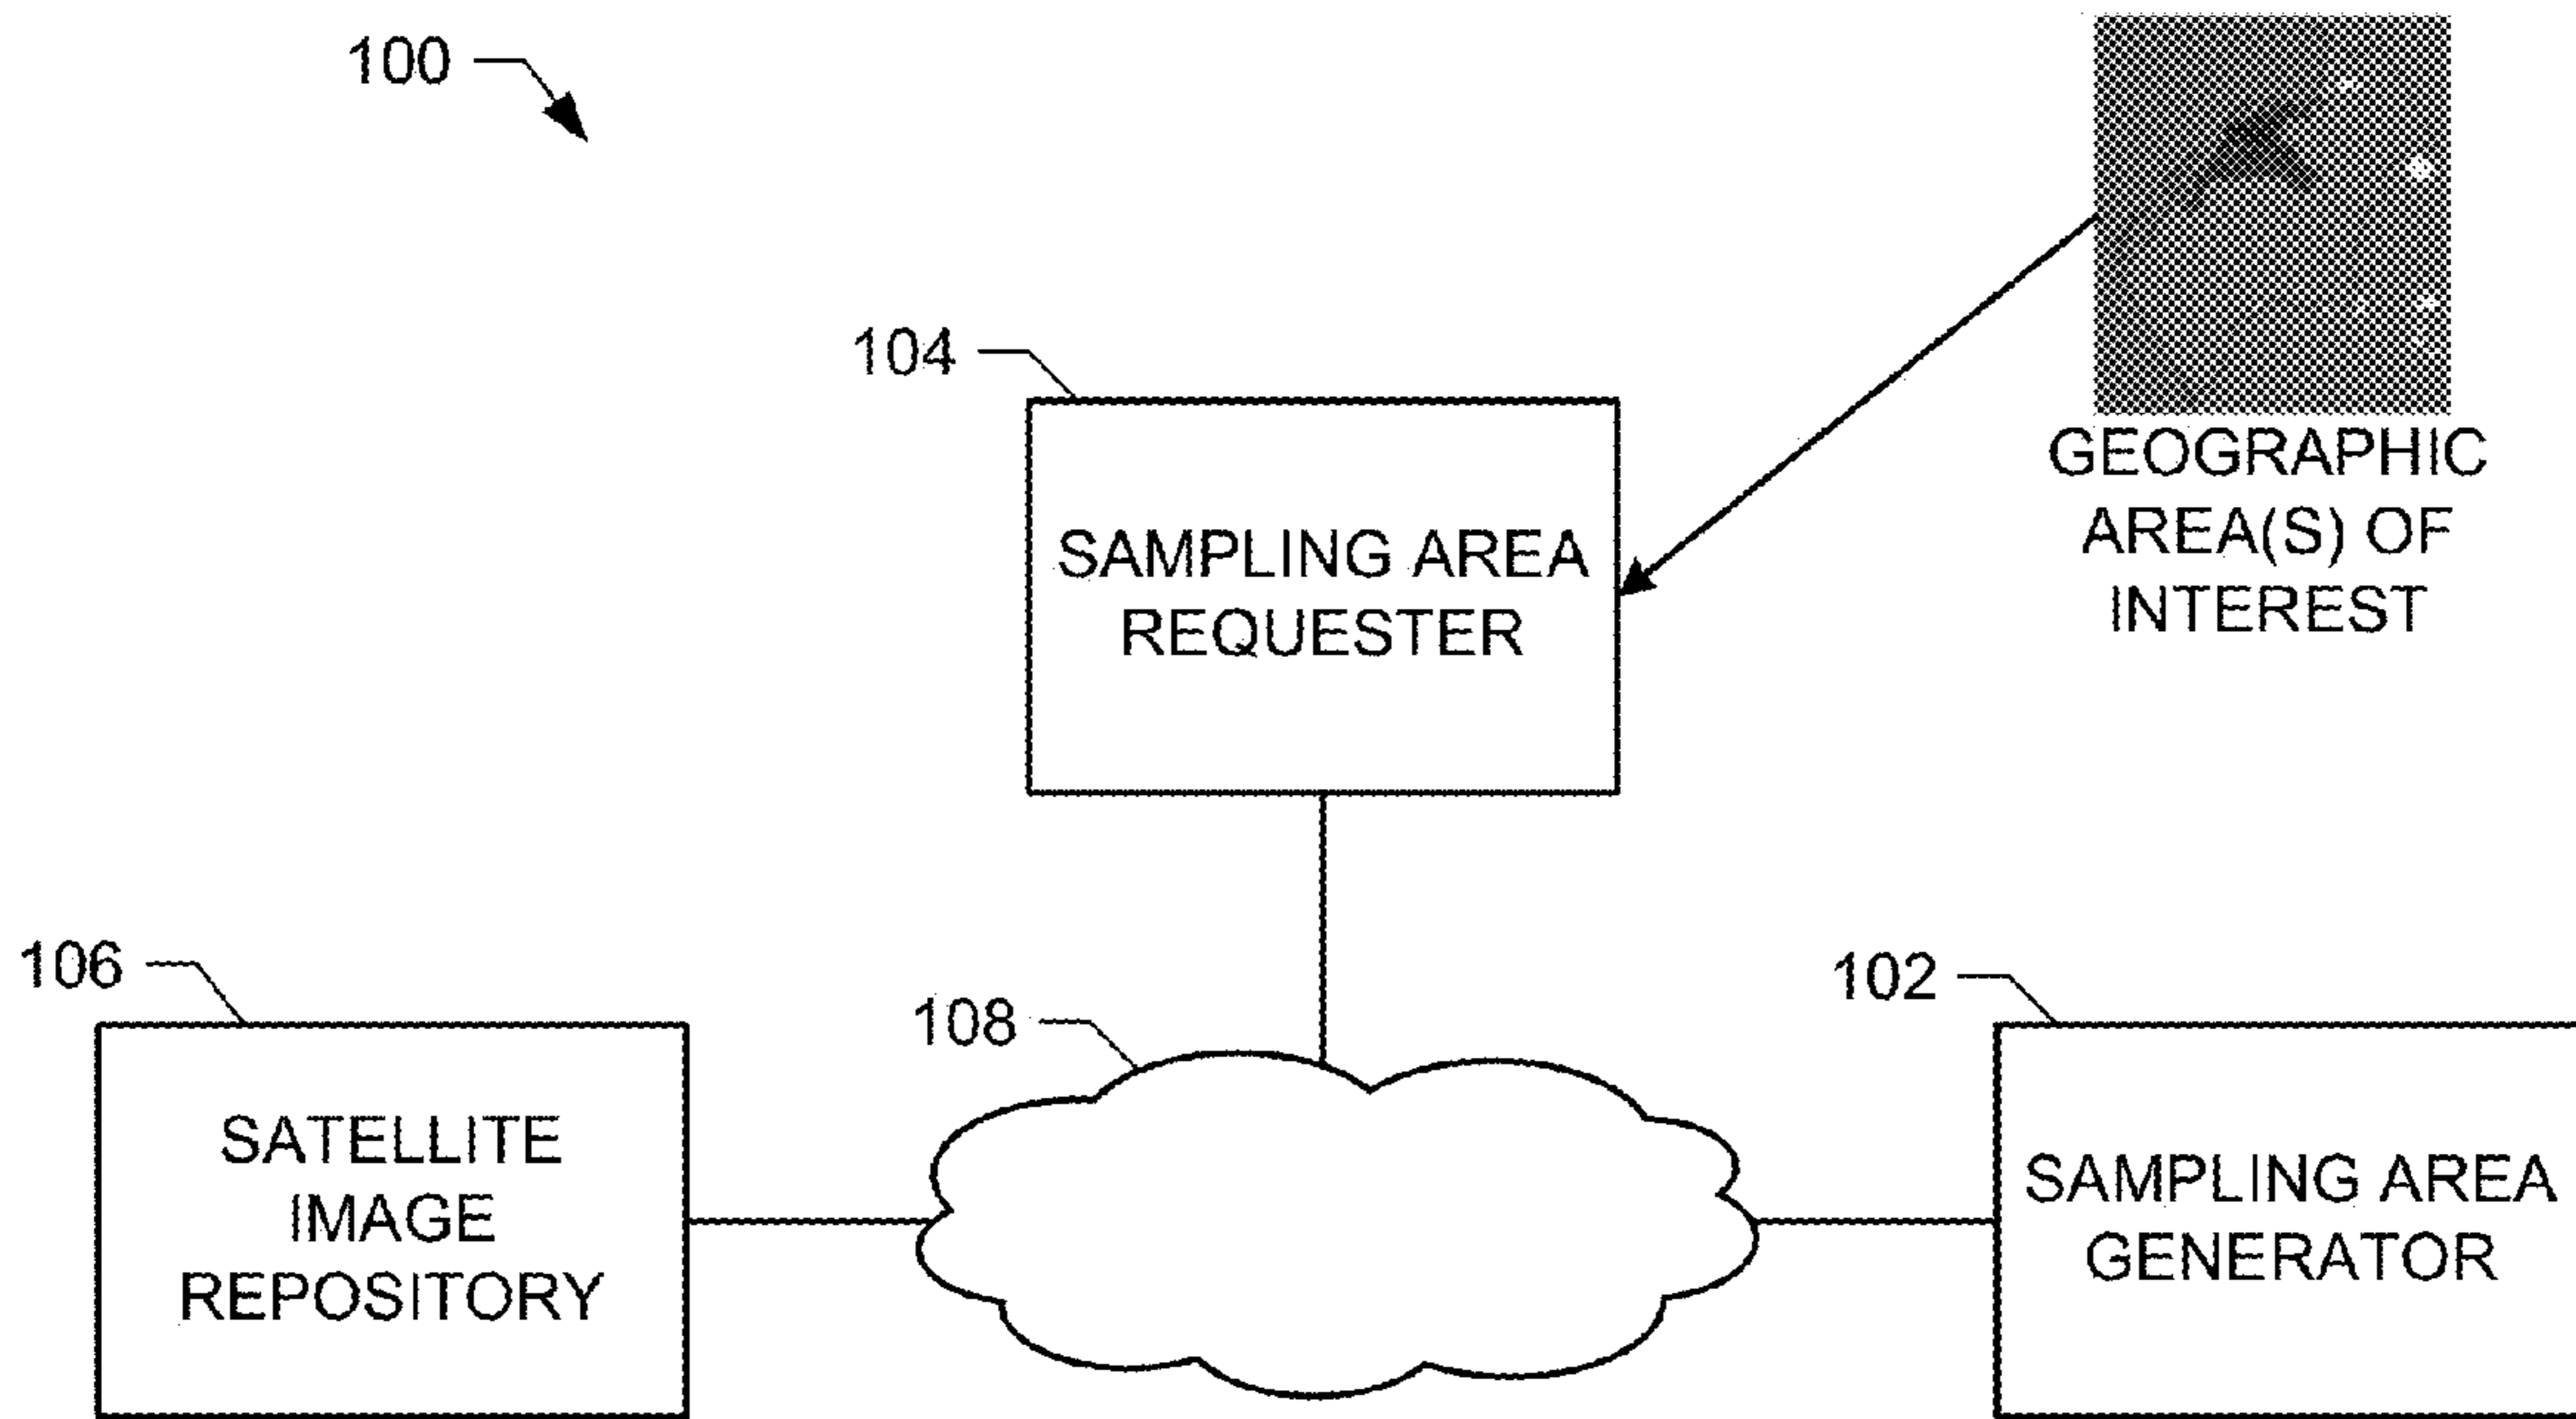 100
104
SAMPLING AREA
REQUESTER
GEOGRAPHIC
AREA(S) OF
INTEREST
106
SATELLITE
IMAGE
REPOSITORY
108
102
SAMPLING AREA
GENERATOR